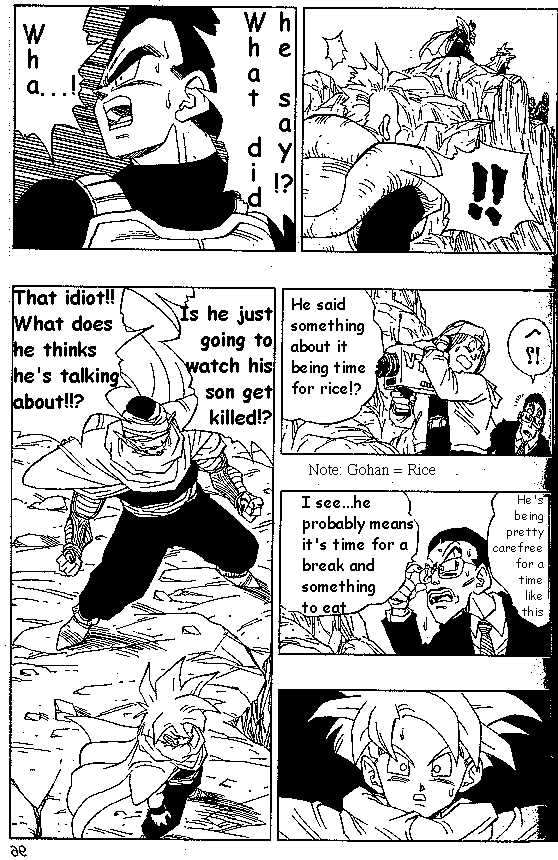 Wha...!
What did
he say!?
!!
!!
That idiot!!
What does
he thinks
he's talking
about!!?
Is he just
going to
watch his
son get
killed!?
He said
something
about it
being time
for rice!?
へ
!?
Note: Gohan = Rice
I see...he
probably means
it's time for a
break and
something
to eat
He's
being
pretty
carefree
for a
time
like
this
96